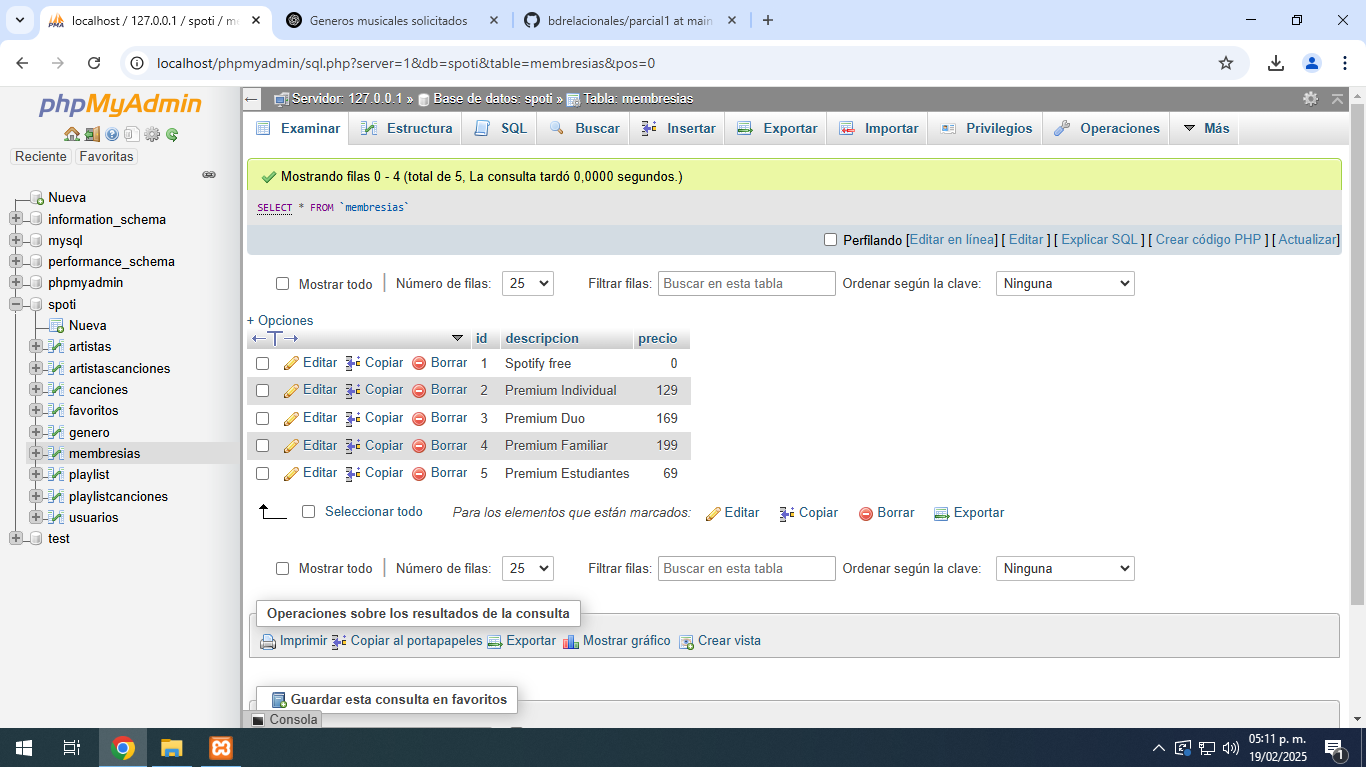 localhost / 127.0.0.1 / spoti / me
Generos musicales solicitados
bdrelacionales/parcial1 at main
localhost/phpmyadmin/sql.php?server=1&db=spoti&table=membresias&pos=0
phpMyAdmin
Reciente
Favoritas
Nueva
information_schema
mysql
performance_schema
phpmyadmin
spoti
Nueva
artistas
artistascanciones
canciones
favoritos
genero
membresias
playlist
playlistcanciones
usuarios
test
Servidor: 127.0.0.1 » Base de datos: spoti » Tabla: membresias
Examinar Estructura SQL Buscar Insertar Exportar Importar Privilegios Operaciones Más
Mostrando filas 0 - 4 (total de 5, La consulta tardó 0,0000 segundos.)
SELECT * FROM `membresias`
Perfilando [Editar en línea] [ Editar ] [ Explicar SQL ] [ Crear código PHP ] [ Actualizar]
Mostrar todo Número de filas: 25 Filtrar filas: Buscar en esta tabla Ordenar según la clave: Ninguna
+ Opciones
id descripcion precio
Editar Copiar Borrar 1 Spotify free 0
Editar Copiar Borrar 2 Premium Individual 129
Editar Copiar Borrar 3 Premium Duo 169
Editar Copiar Borrar 4 Premium Familiar 199
Editar Copiar Borrar 5 Premium Estudiantes 69
Seleccionar todo Para los elementos que están marcados: Editar Copiar Borrar Exportar
Mostrar todo Número de filas: 25 Filtrar filas: Buscar en esta tabla Ordenar según la clave: Ninguna
Operaciones sobre los resultados de la consulta
Imprimir Copiar al portapapeles Exportar Mostrar gráfico Crear vista
Guardar esta consulta en favoritos
Consola
05:11 p. m.
19/02/2025
1